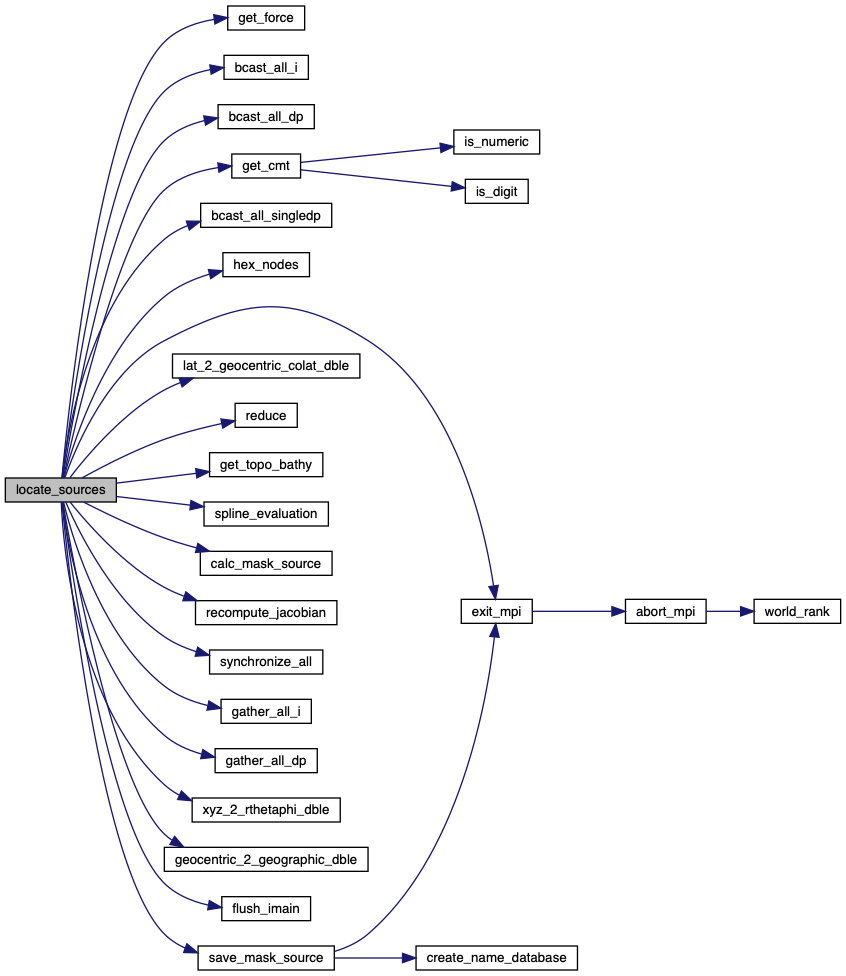 get_force
bcast_all_i
bcast_all_dp
is_numeric
get_cmt
is_digit
bcast_all_singledp
hex_nodes
lat_2_geocentric_colat_dble
reduce
get_topo_bathy
locate_sources
spline_evaluation
calc_mask_source
recompute_jacobian
exit_mpi
abort_mpi
world_rank
synchronize_all
gather_all_i
gather_all_dp
xyz_2_rthetaphi_dble
geocentric_2_geographic_dble
flush_imain
save_mask_source
create_name_database